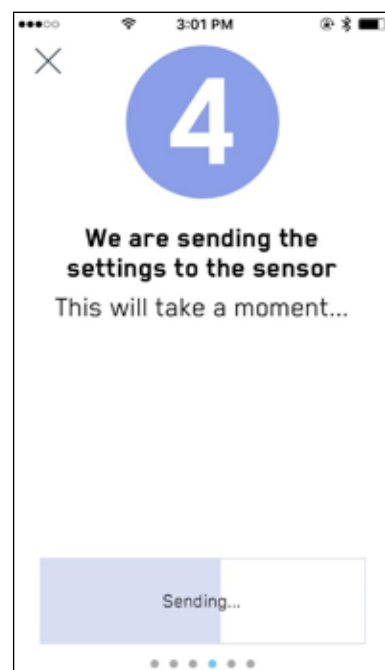 3:01 PM
4
We are sending the
settings to the sensor
This will take a moment...
Sending...